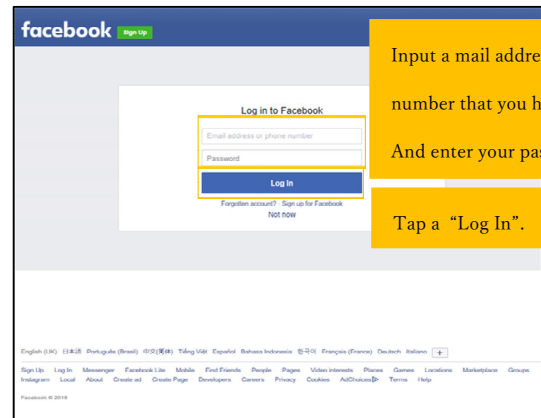 facebook Sign Up
Input a mail addre
number that you h
And enter your pas
Log in to Facebook
Email address or phone number
Password
Log In
Forgotten account? Sign up for Facebook
Not now
Tap a “Log In”.
English (UK) 日本語 Português (Brasil) 中文(简体) Tiếng Việt Español Bahasa Indonesia 한국어 Français (France) Deutsch Italiano +
Sign Up Log In Messenger Facebook Lite Mobile Find Friends People Pages Video interests Places Games Locations Marketplace Groups
Instagram Local About Create ad Create Page Developers Careers Privacy Cookies AdChoices Terms Help
Facebook © 2018